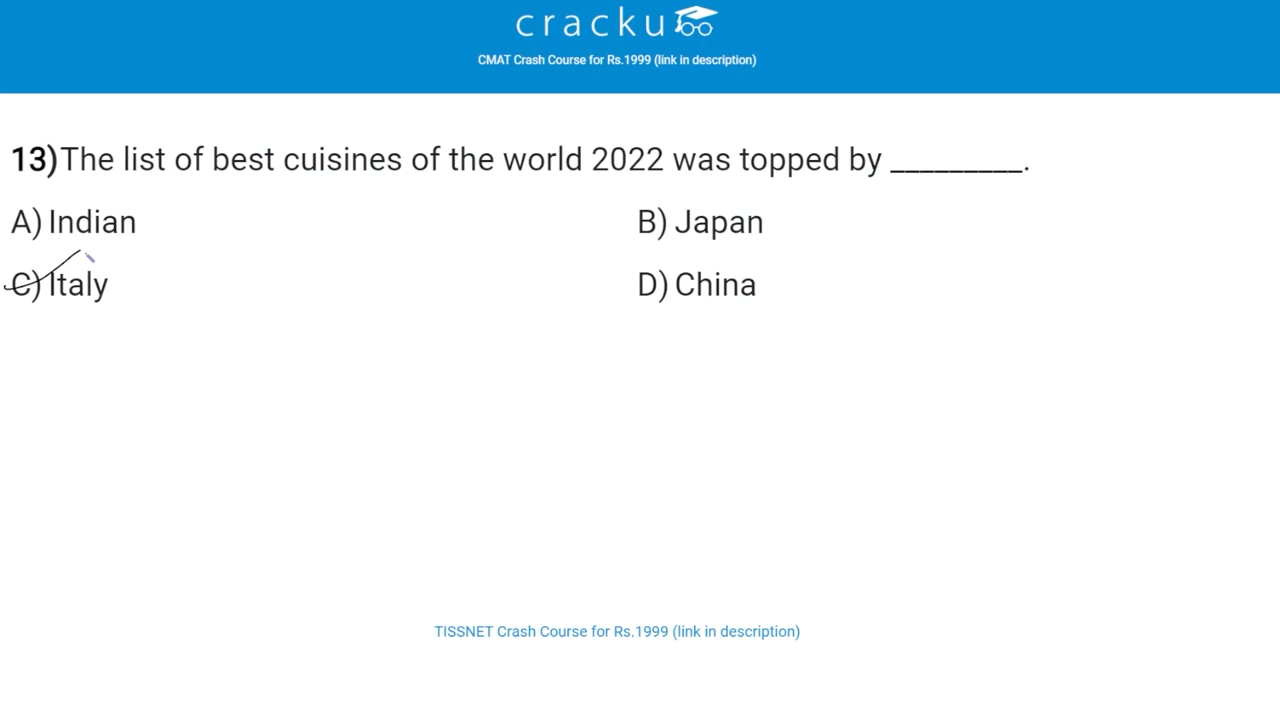 cracku
CMAT Crash Course for Rs.1999 (link in description)
13) The list of best cuisines of the world 2022 was topped by _________.
A) Indian
B) Japan
C) Italy
D) China
TISSNET Crash Course for Rs.1999 (link in description)